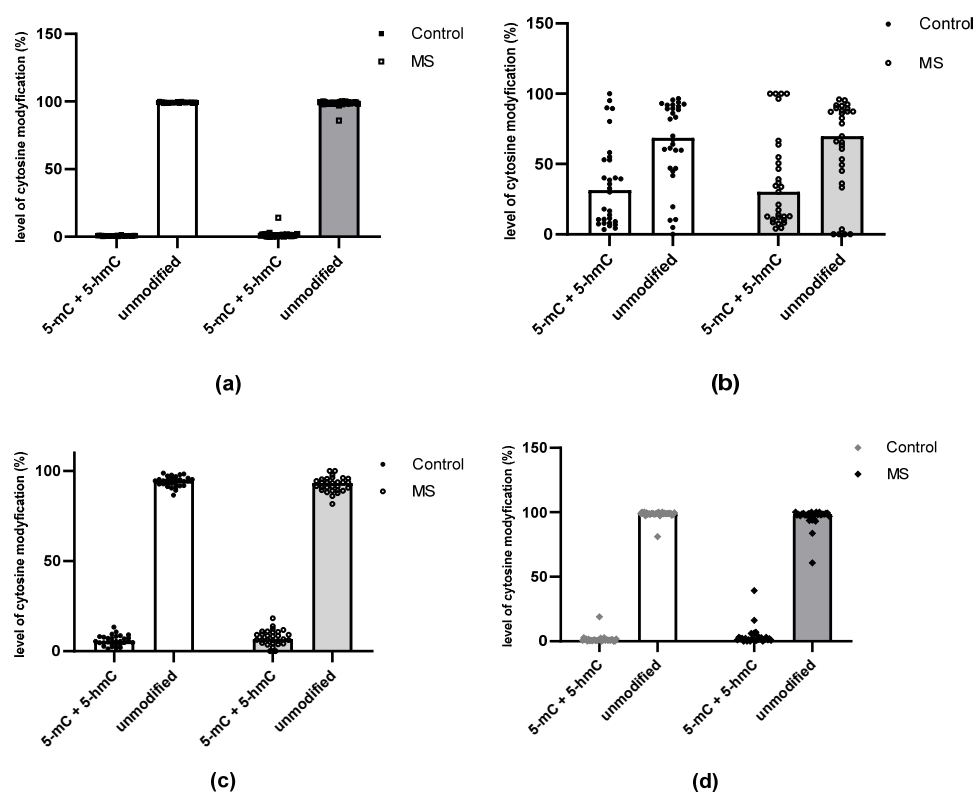 level of cytosine modyfication (%)
150
100
50
0
5-mC + 5-hmC
unmodified
5-mC + 5-hmC
unmodified
Control
MS
(a)
level of cytosine modyfication (%)
150
100
50
0
5-mC + 5-hmC
unmodified
5-mC + 5-hmC
unmodified
Control
MS
(b)
level of cytosine modyfication (%)
100
50
0
5-mC + 5-hmC
unmodified
5-mC + 5-hmC
unmodified
Control
MS
(c)
level of cytosine modyfication (%)
150
100
50
0
5-mC + 5-hmC
unmodified
5-mC + 5-hmC
unmodified
Control
MS
(d)